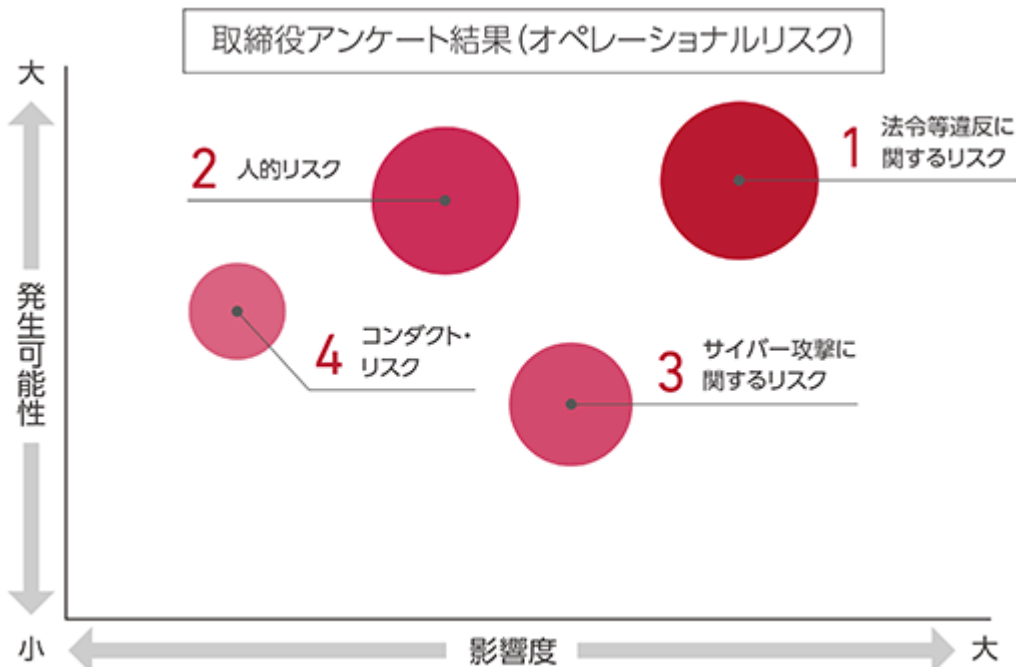 取締役アンケート結果(オペレーショナルリスク)
大
1 法令等違反に
関するリスク
2 人的リスク
発生可能性
4 コンダクト・
リスク
3 サイバー攻撃に
関するリスク
小
影響度
大